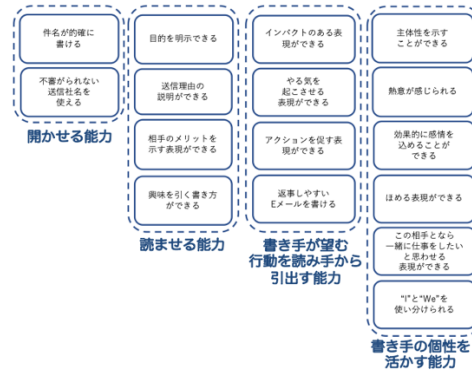 件名が的確に
書ける
不審がられない
送信社名を
使える
開かせる能力
目的を明示できる
送信理由の
説明ができる
相手のメリットを
示す表現ができる
興味を引く書き方
ができる
読ませる能力
インパクトのある表
現ができる
やる気を
起こさせる
表現ができる
アクションを促す表
現ができる
返事しやすい
Eメールを書ける
書き手が望む
行動を読み手から
引出す能力
主体性を示す
ことができる
熱意が感じられる
効果的に感情を
込めることが
できる
ほめる表現ができる
この相手となら
一緒に仕事をしたい
と思わせる
表現ができる
“I”と“We”を
使い分けられる
書き手の個性を
活かす能力